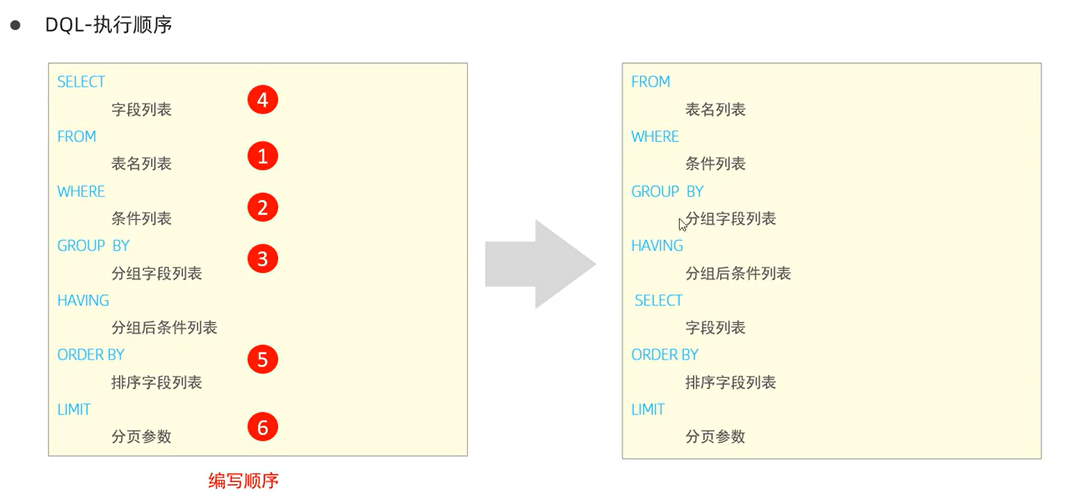 DQL-执行顺序
SELECT
字段列表
4
FROM
表名列表
1
WHERE
条件列表
2
GROUP BY
分组字段列表
3
HAVING
分组后条件列表
ORDER BY
排序字段列表
5
LIMIT
分页参数
6
编写顺序
FROM
表名列表
WHERE
条件列表
GROUP BY
分组字段列表
HAVING
分组后条件列表
SELECT
字段列表
ORDER BY
排序字段列表
LIMIT
分页参数